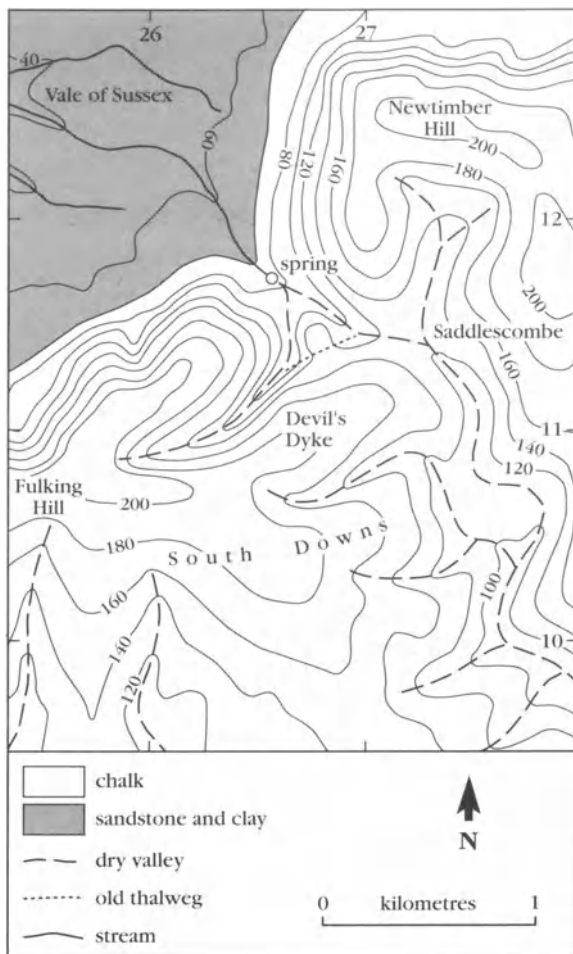 26
27
40
Vale of Sussex
60
80
120
160
Newtimber
Hill
200
180
12
spring
200
Saddlescombe
160
Devil's
Dyke
11
140
120
Fulking
Hill
200
180
South Downs
160
100
140
10
120
chalk
sandstone and clay
dry valley
old thalweg
stream
N
0 kilometres 1